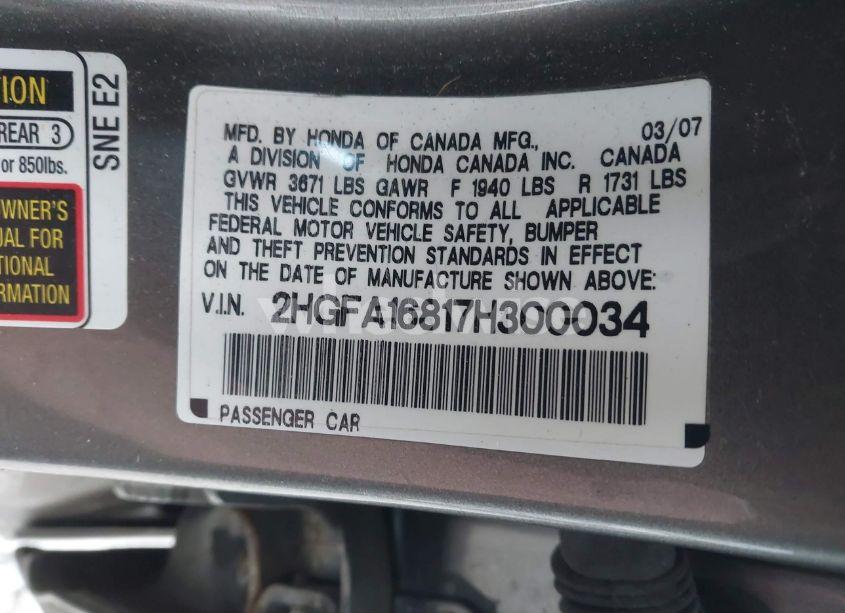 TION
REAR 3
or 850lbs.
OWNER'S
UAL FOR
TIONAL
ORMATION
SNE E2
MFD. BY HONDA OF CANADA MFG., 03/07
A DIVISION OF HONDA CANADA INC. CANADA
GVWR 3671 LBS GAWR F 1940 LBS R 1731 LBS
THIS VEHICLE CONFORMS TO ALL APPLICABLE
FEDERAL MOTOR VEHICLE SAFETY, BUMPER
AND THEFT PREVENTION STANDARDS IN EFFECT
ON THE DATE OF MANUFACTURE SHOWN ABOVE:
V.I.N. 2HGFA16817H300034
PASSENGER CAR